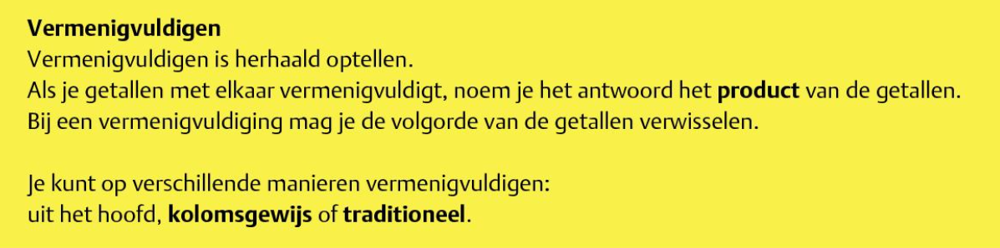 Vermenigvuldigen
Vermenigvuldigen is herhaald optellen.
Als je getallen met elkaar vermenigvuldigt, noem je het antwoord het product van de getallen.
Bij een vermenigvuldiging mag je de volgorde van de getallen verwisselen.
Je kunt op verschillende manieren vermenigvuldigen:
uit het hoofd, kolomsgewijs of traditioneel.